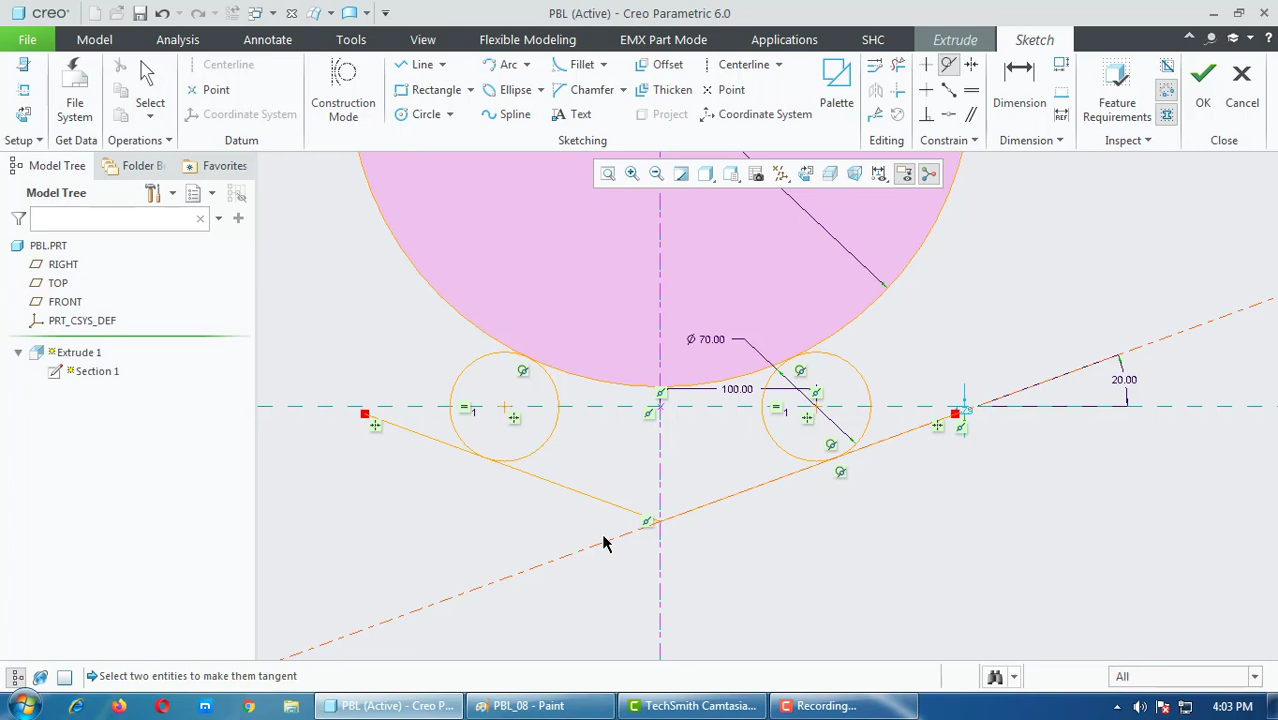 creo
PBL (Active) - Creo Parametric 6.0
File
Model
Analysis
Annotate
Tools
View
Flexible Modeling
EMX Part Mode
Applications
SHC
Extrude
Sketch
File
System
Select
Centerline
Point
Coordinate System
Construction
Mode
Line
Arc
Fillet
Offset
Centerline
Rectangle
Ellipse
Chamfer
Thicken
Point
Circle
Spline
Text
Project
Coordinate System
Palette
Dimension
Feature
Requirements
OK
Cancel
Setup
Get Data
Operations
Datum
Sketching
Editing
Constrain
Dimension
Inspect
Close
Model Tree
Folder B
Favorites
Model Tree
PBL.PRT
RIGHT
TOP
FRONT
PRT_CSYS_DEF
Extrude 1
Section 1
Ø 70.00
100.00
20.00
1
1
Select two entities to make them tangent
All
PBL (Active) - Creo P...
PBL_08 - Paint
TechSmith Camtasia...
Recording...
4:03 PM